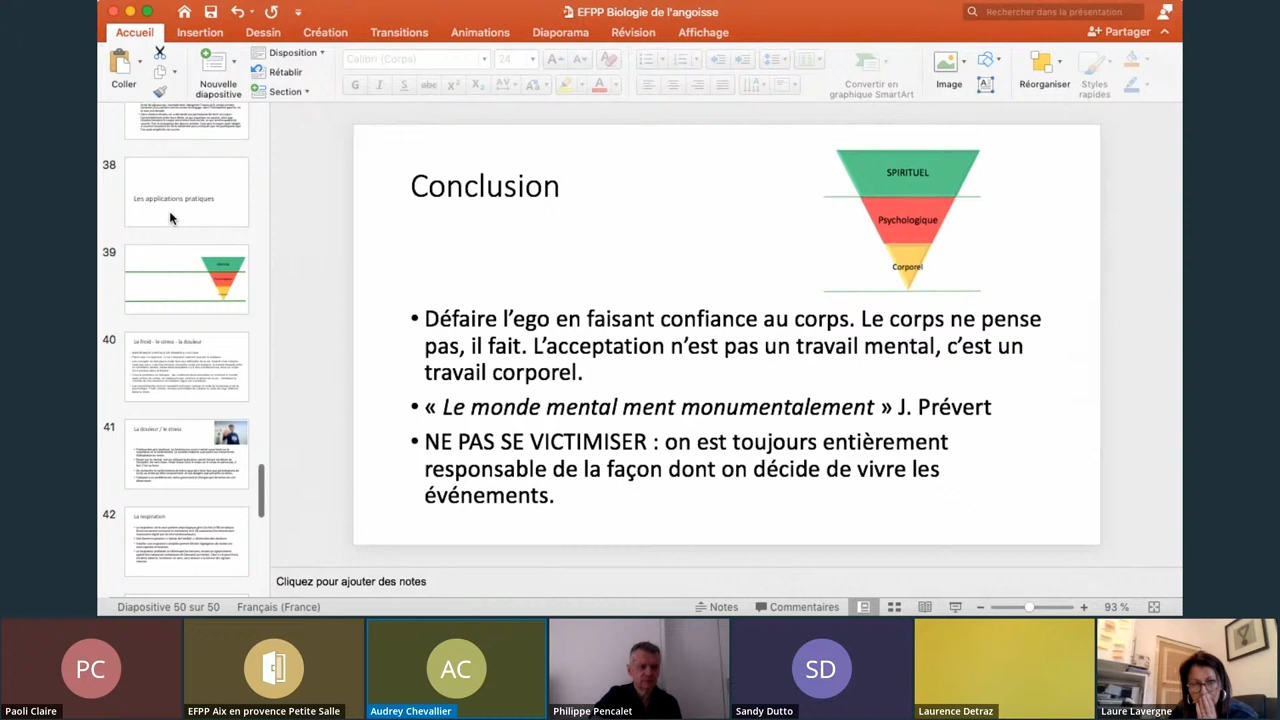 EFPP Biologie de l'angoisse
Rechercher dans la présentation
Accueil
Insertion
Dessin
Création
Transitions
Animations
Diaporama
Révision
Affichage
Partager
Coller
Nouvelle
diapositive
Disposition
Rétablir
Section
Calibri (Corps)
24
G
I
S
abc
X²
X₂
Convertir en
graphique SmartArt
Image
Réorganiser
Styles
rapides
38
Les applications pratiques
39
40
Le froid - le stress - la douleur
41
La douleur / le stress
42
La respiration
Conclusion
SPIRITUEL
Psychologique
Corporel
• Défaire l'ego en faisant confiance au corps. Le corps ne pense
pas, il fait. L'acceptation n'est pas un travail mental, c'est un
travail corporel.
• « Le monde mental ment monumentalement » J. Prévert
• NE PAS SE VICTIMISER : on est toujours entièrement
responsable de la façon dont on décide de vivre les
événements.
Cliquez pour ajouter des notes
Diapositive 50 sur 50
Français (France)
Notes
Commentaires
93 %
PC
Paoli Claire
EFPP Aix en provence Petite Salle
AC
Audrey Chevallier
Philippe Pencalet
SD
Sandy Dutto
Laurence Detraz
Laure Lavergne